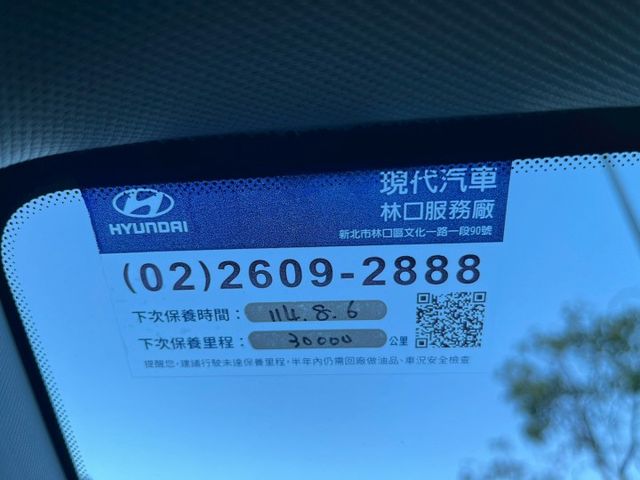 現代汽車
HYUNDAI
林口服務廠
新北市林口區文化一路一段90號
(02)2609-2888
下次保養時間： 114.8.6
下次保養里程： 30000 公里
提醒您，建議行駛未達保養里程，半年內仍需回廠做油品、車況安全檢查